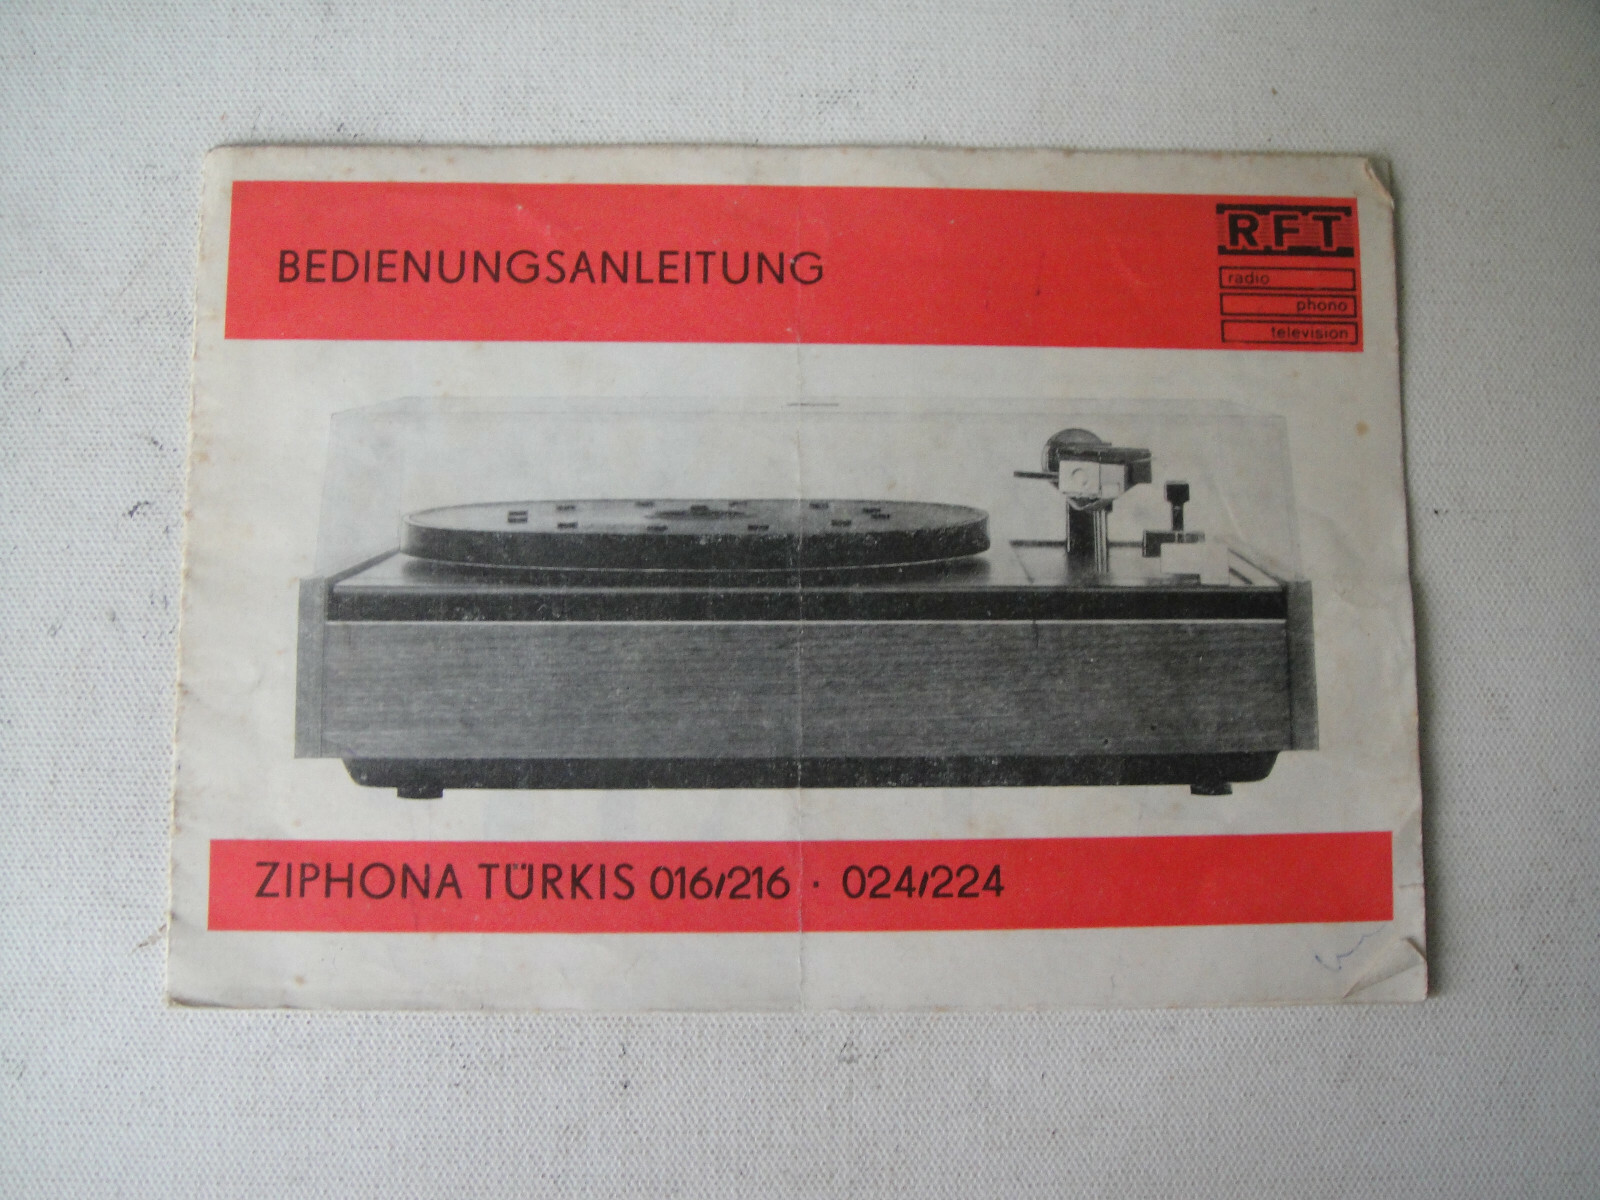 BEDIENUNGSANLEITUNG
RFT
radio
phono
television
ZIPHONA TÜRKIS 016/216 · 024/224